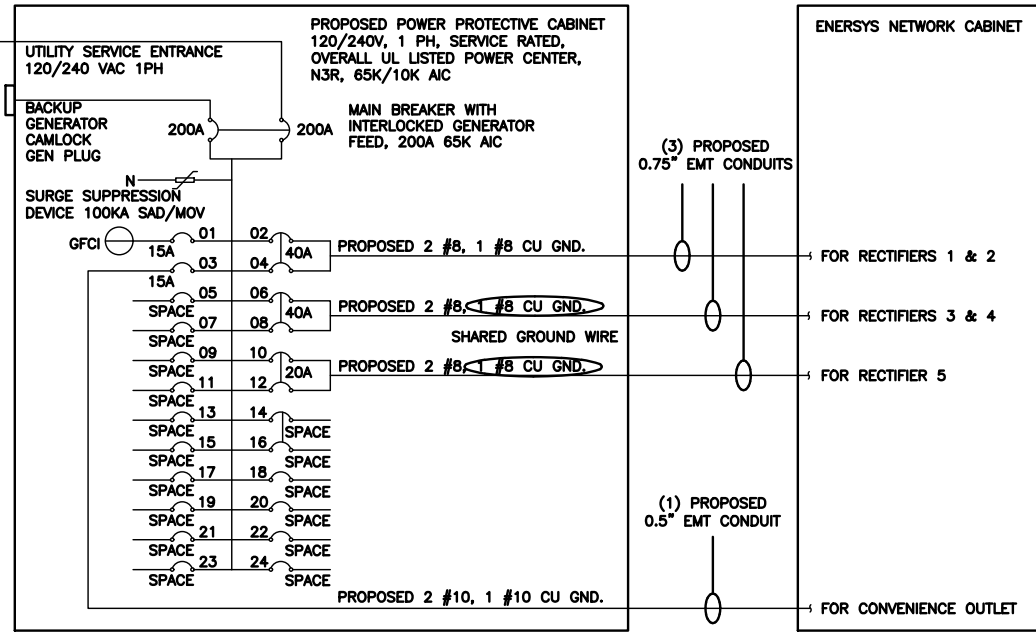 PROPOSED POWER PROTECTIVE CABINET
120/240V, 1 PH, SERVICE RATED,
OVERALL UL LISTED POWER CENTER,
N3R, 65K/10K AIC
ENERSYS NETWORK CABINET
UTILITY SERVICE ENTRANCE
120/240 VAC 1PH
BACKUP
GENERATOR
CAMLOCK
GEN PLUG
200A
200A
MAIN BREAKER WITH
INTERLOCKED GENERATOR
FEED, 200A 65K AIC
(3) PROPOSED
0.75" EMT CONDUITS
N
SURGE SUPPRESSION
DEVICE 100KA SAD/MOV
GFCI
15A
01
02
40A
PROPOSED 2 #8, 1 #8 CU GND.
FOR RECTIFIERS 1 & 2
15A
03
04
SPACE
05
06
40A
PROPOSED 2 #8, 1 #8 CU GND.
FOR RECTIFIERS 3 & 4
SPACE
07
08
SHARED GROUND WIRE
SPACE
09
10
20A
PROPOSED 2 #8, 1 #8 CU GND.
FOR RECTIFIER 5
SPACE
11
12
SPACE
13
14
SPACE
SPACE
15
16
SPACE
SPACE
17
18
SPACE
SPACE
19
20
SPACE
SPACE
21
22
SPACE
SPACE
23
24
SPACE
(1) PROPOSED
0.5" EMT CONDUIT
PROPOSED 2 #10, 1 #10 CU GND.
FOR CONVENIENCE OUTLET